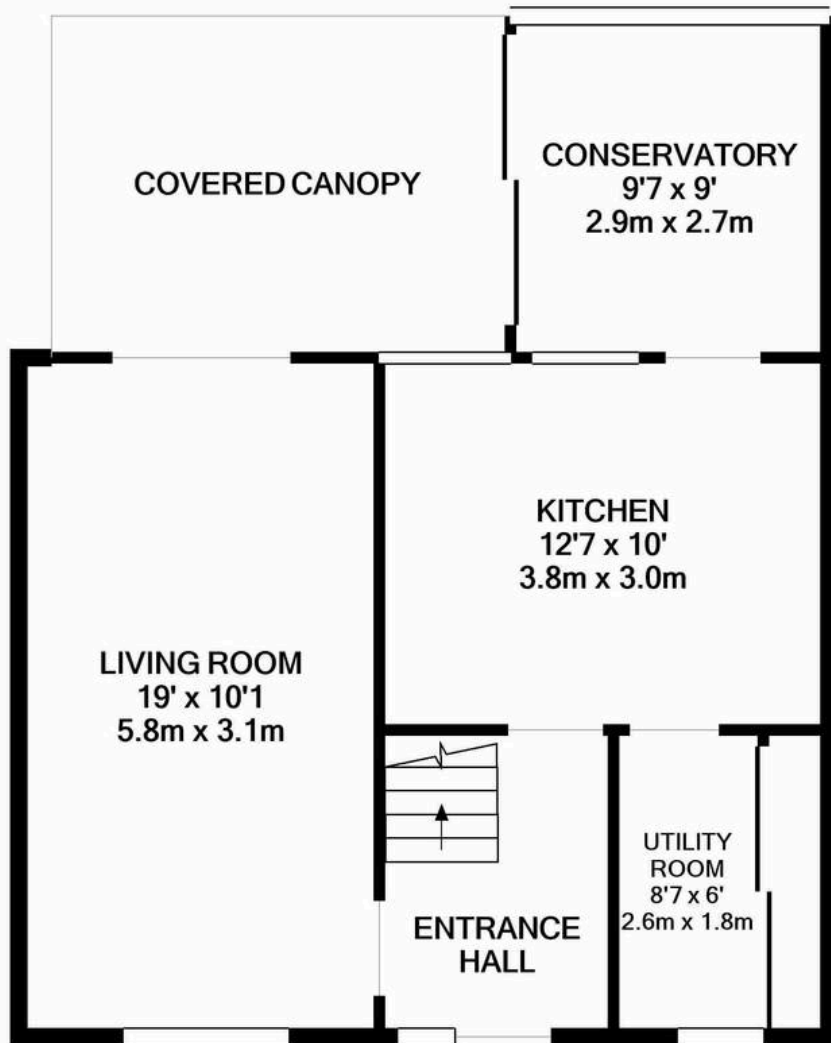 COVERED CANOPY
CONSERVATORY
9'7 x 9'
2.9m x 2.7m
KITCHEN
12'7 x 10'
3.8m x 3.0m
LIVING ROOM
19' x 10'1
5.8m x 3.1m
UTILITY
ROOM
8'7 x 6'
2.6m x 1.8m
ENTRANCE
HALL